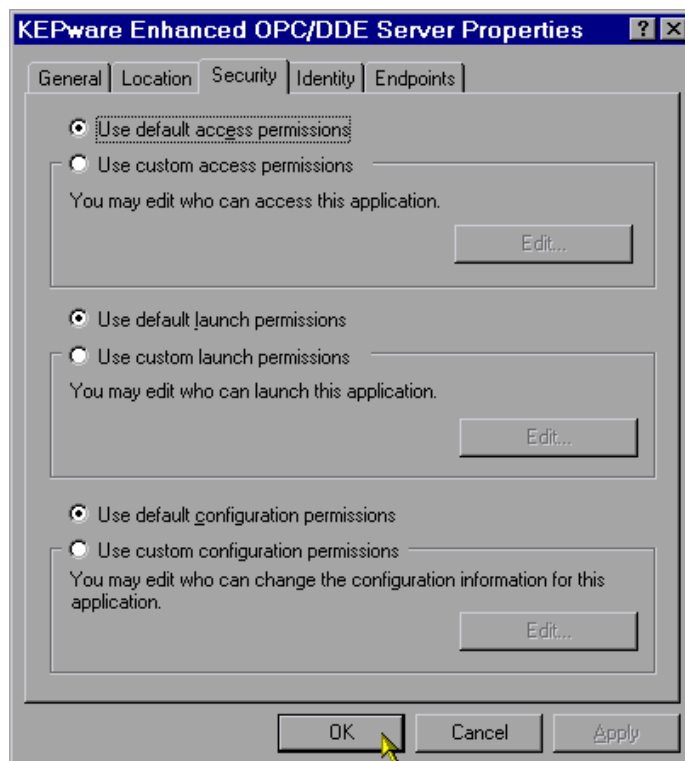 KEPware Enhanced OPC/DDE Server Properties
General Location Security Identity Endpoints
Use default access permissions
Use custom access permissions
You may edit who can access this application.
Edit...
Use default launch permissions
Use custom launch permissions
You may edit who can launch this application.
Edit...
Use default configuration permissions
Use custom configuration permissions
You may edit who can change the configuration information for this
application.
Edit...
OK Cancel Apply